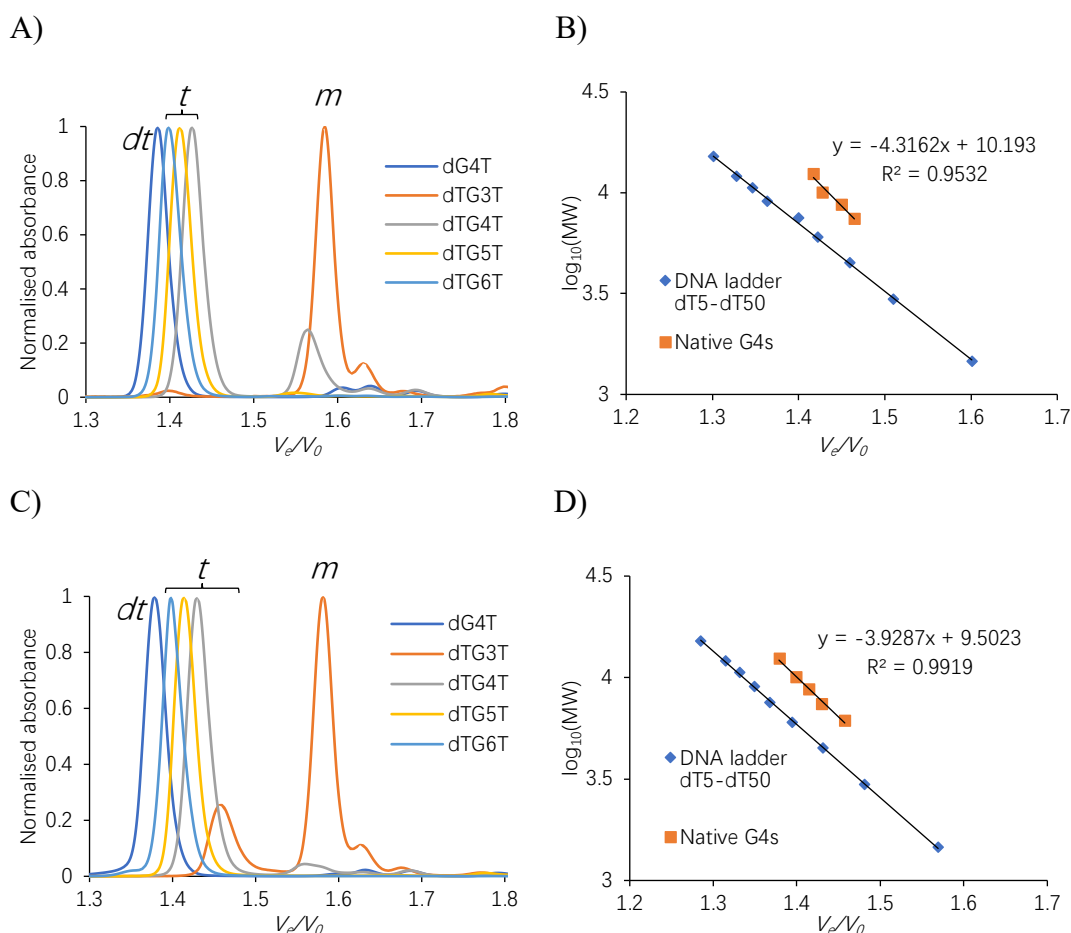 A)
t
m
dt
1
0.8
0.6
0.4
0.2
0
Normalised absorbance
1.3 1.4 1.5 1.6 1.7 1.8
Ve/V0
dG4T
dTG3T
dTG4T
dTG5T
dTG6T
B)
4.5
4
3.5
3
log10(MW)
y = -4.3162x + 10.193
R² = 0.9532
DNA ladder
dT5-dT50
Native G4s
1.2 1.3 1.4 1.5 1.6 1.7
Ve/V0
C)
t
m
dt
1
0.8
0.6
0.4
0.2
0
Normalised absorbance
1.3 1.4 1.5 1.6 1.7 1.8
Ve/V0
dG4T
dTG3T
dTG4T
dTG5T
dTG6T
D)
4.5
4
3.5
3
log10(MW)
y = -3.9287x + 9.5023
R² = 0.9919
DNA ladder
dT5-dT50
Native G4s
1.2 1.3 1.4 1.5 1.6 1.7
Ve/V0